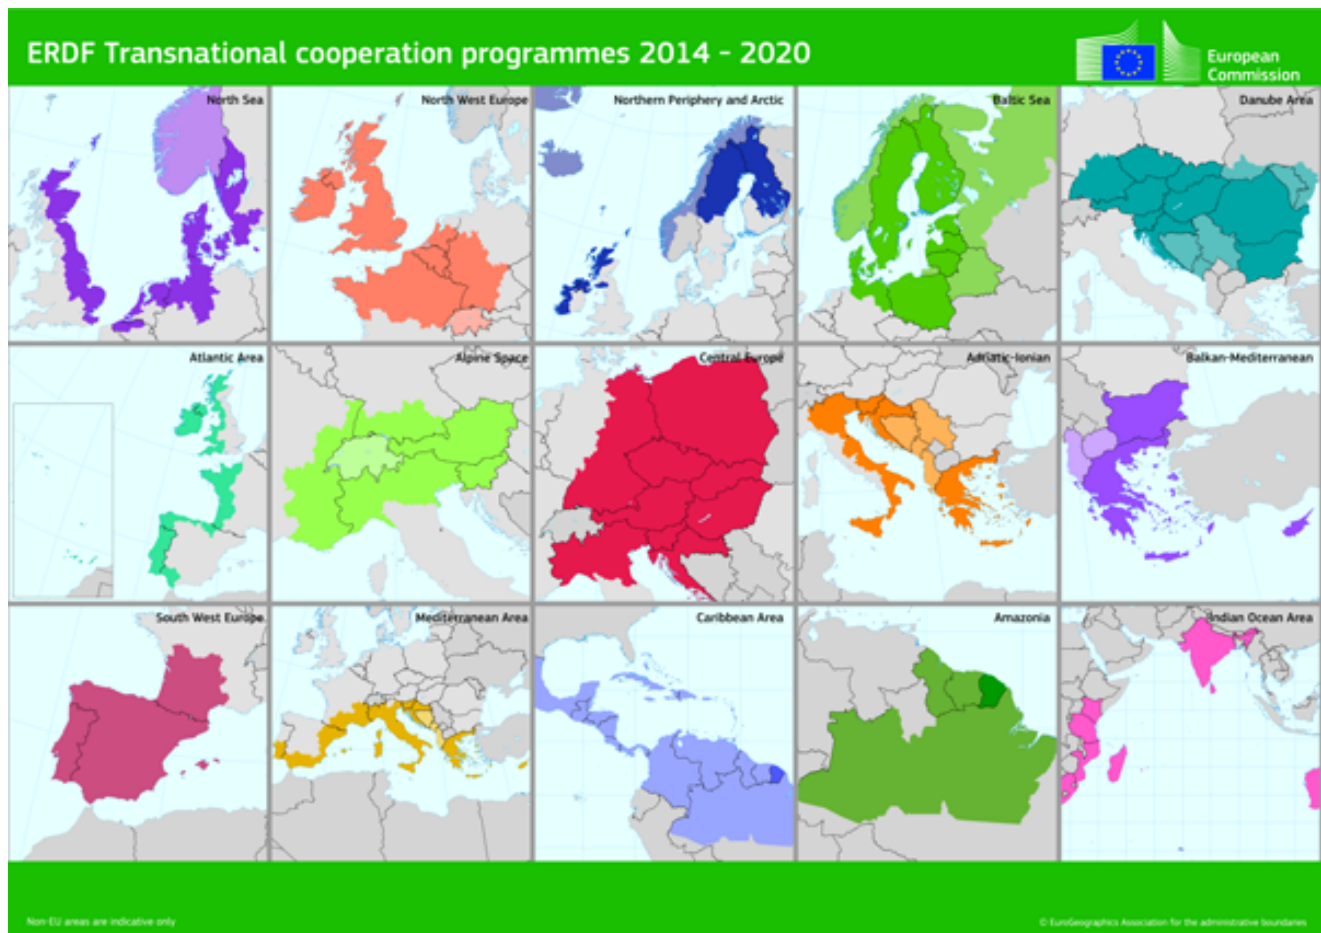 ERDF Transnational cooperation programmes 2014 - 2020
European
Commission
North Sea
North West Europe
Northern Periphery and Arctic
Baltic Sea
Danube Area
Atlantic Area
Alpine Space
Central Europe
Adriatic-Ionian
Balkan-Mediterranean
South West Europe
Mediterranean Area
Caribbean Area
Amazonia
Indian Ocean Area
Non-EU areas are indicative only
© EuroGeographics Association for the administrative boundaries